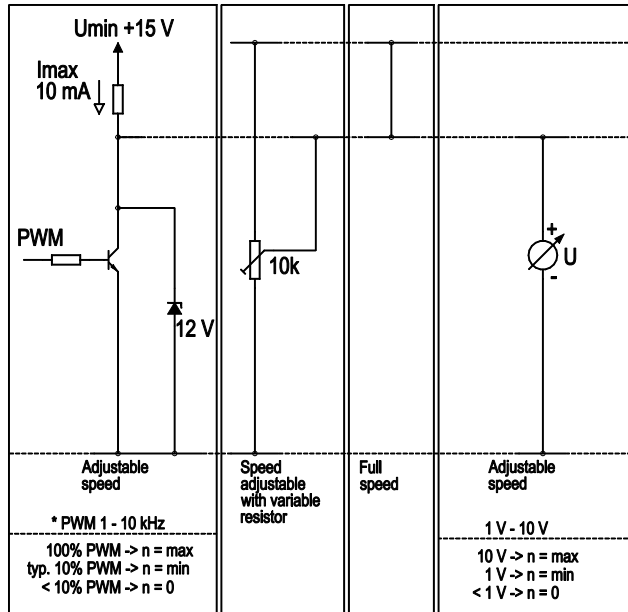 Umin +15 V
Imax
10 mA
PWM
12 V
10k
+
U
-
Adjustable
speed
* PWM 1 - 10 kHz
100% PWM -> n = max
typ. 10% PWM -> n = min
< 10% PWM -> n = 0
Speed
adjustable
with variable
resistor
Full
speed
Adjustable
speed
1 V - 10 V
10 V -> n = max
1 V -> n = min
< 1 V -> n = 0